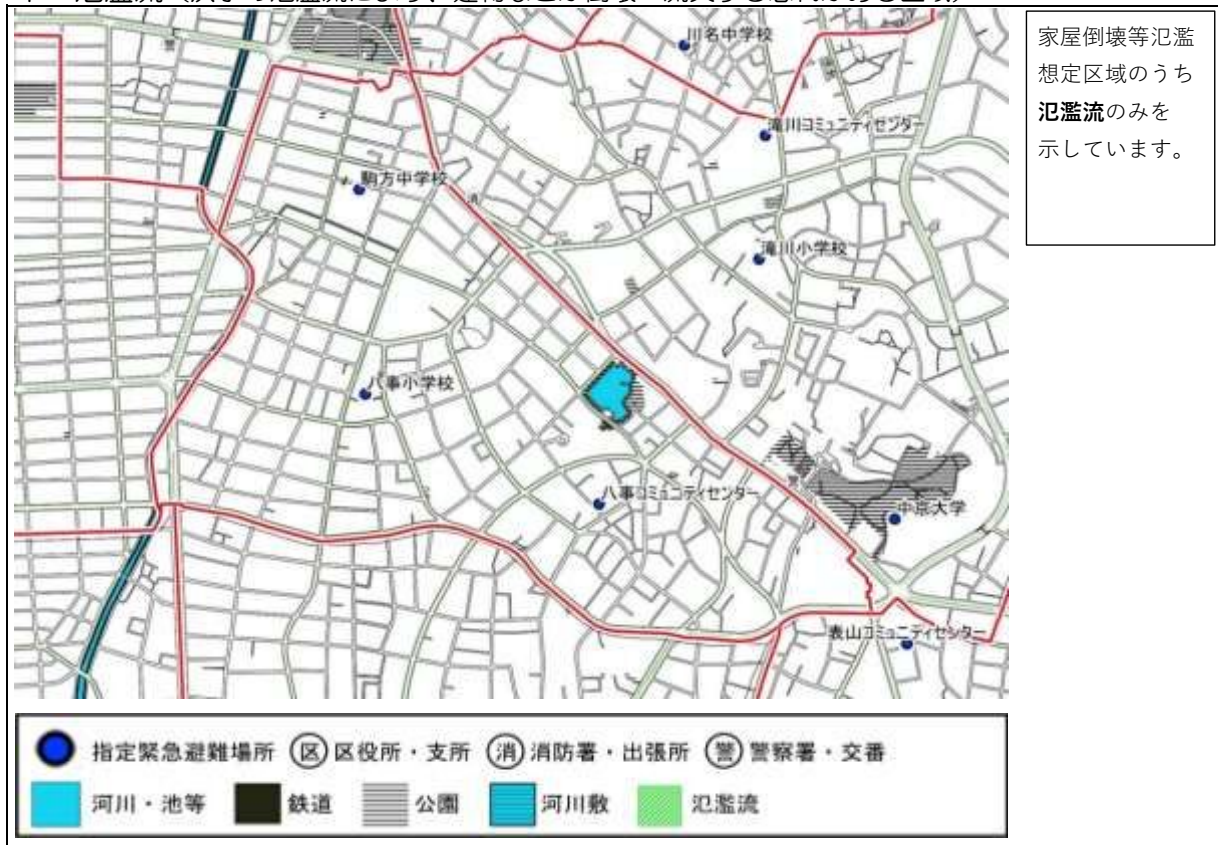 家屋倒壊等氾濫
想定区域のうち
氾濫流のみを
示しています。
川名中学校
滝川コミュニティセンター
駒方中学校
消
滝川小学校
八事小学校
八事コミュニティセンター
中京大学
表山コミュニティセンター
指定緊急避難場所 区 区役所・支所 消 消防署・出張所 警 警察署・交番
河川・池等 鉄道 公園 河川敷 氾濫流